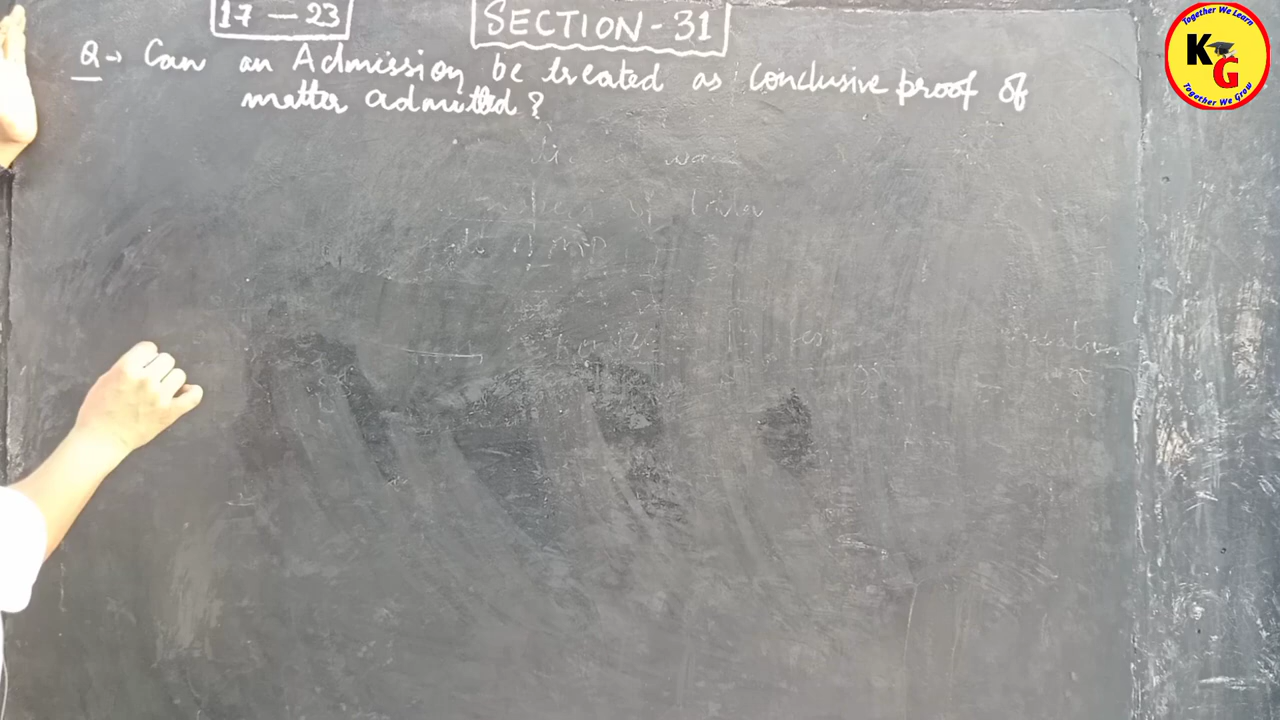 17 – 23
SECTION - 31
Q → Can an Admission be treated as conclusive proof of
matter admitted ?
Together We Learn
KG
Together We Grow